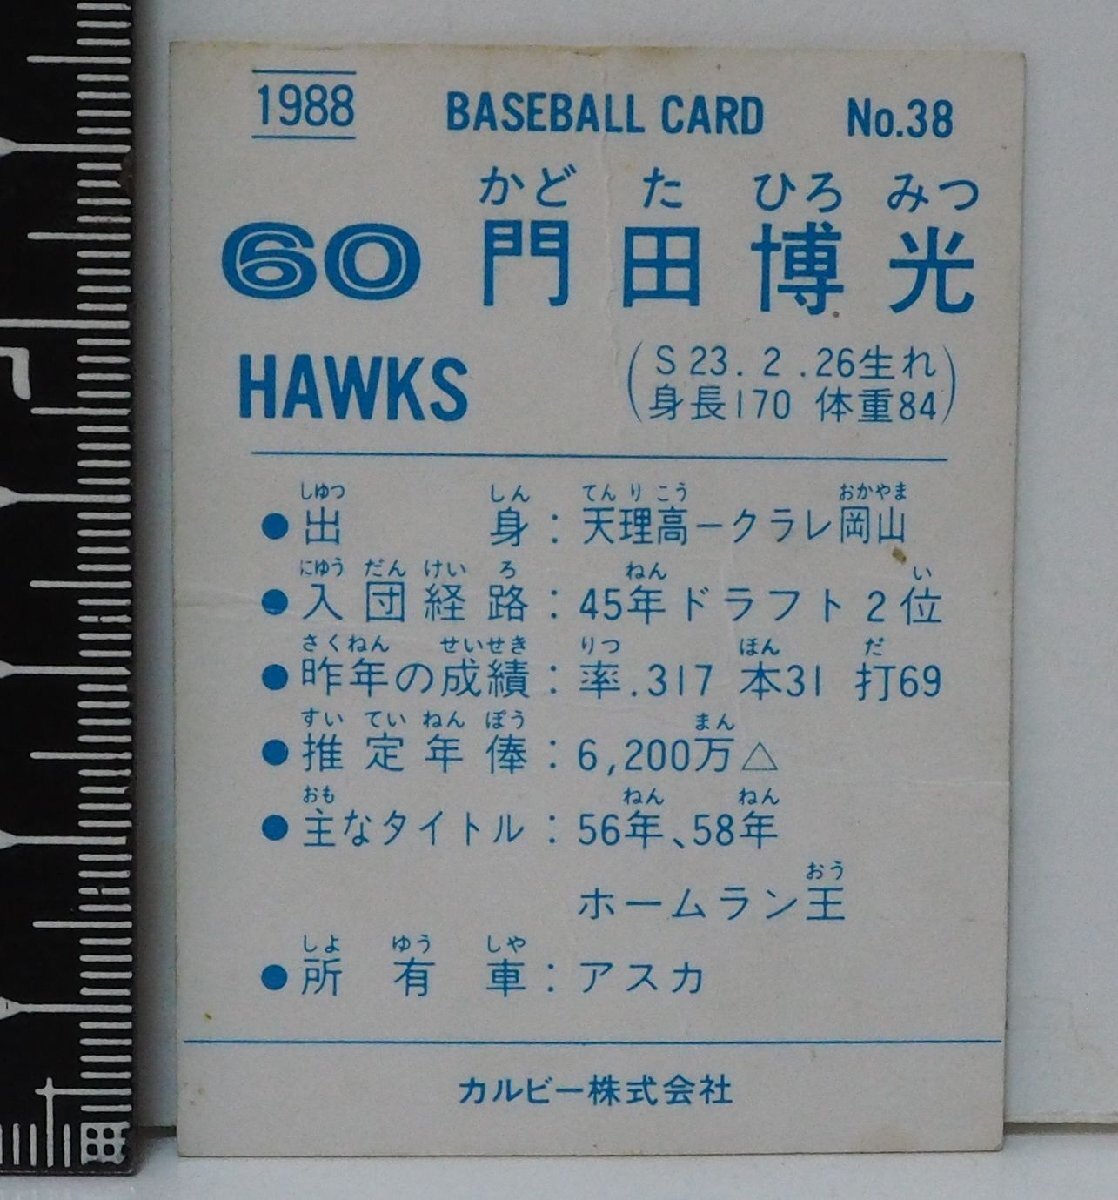 1988 BASEBALL CARD No.38
かど た ひろ みつ
60 門田博光
HAWKS
(S23.2.26生れ
身長170 体重84)
しゅつ しん てんりこう おかやま
●出身:天理高ークラレ岡山
にゅう だん けい ろ ねん い
●入団経路:45年ドラフト2位
さくねん せいせき りつ ほん だ
●昨年の成績:率.317 本31 打69
すい てい ねん ぽう まん
●推定年俸:6,200万△
おも ねん ねん
●主なタイトル:56年、58年
おう
ホームラン王
しよ ゆう しや
●所有車:アスカ
カルビー株式会社